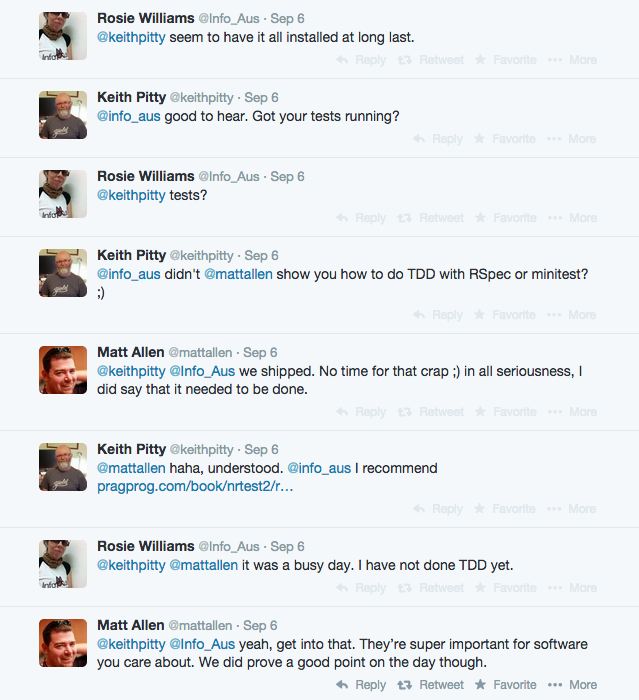 Rosie Williams @Info_Aus · Sep 6
@keithpitty seem to have it all installed at long last.
Reply Retweet Favorite More
Keith Pitty @keithpitty · Sep 6
@info_aus good to hear. Got your tests running?
Reply Favorite More
Rosie Williams @Info_Aus · Sep 6
@keithpitty tests?
Reply Retweet Favorite More
Keith Pitty @keithpitty · Sep 6
@info_aus didn't @mattallen show you how to do TDD with RSpec or minitest?
;)
Reply Favorite More
Matt Allen @mattallen · Sep 6
@keithpitty @Info_Aus we shipped. No time for that crap ;) in all seriousness, I
did say that it needed to be done.
Reply Retweet Favorite More
Keith Pitty @keithpitty · Sep 6
@mattallen haha, understood. @info_aus I recommend
pragprog.com/book/nrtest2/r…
Reply Favorite More
Rosie Williams @Info_Aus · Sep 6
@keithpitty @mattallen it was a busy day. I have not done TDD yet.
Reply Retweet Favorite More
Matt Allen @mattallen · Sep 6
@keithpitty @Info_Aus yeah, get into that. They’re super important for software
you care about. We did prove a good point on the day though.
Reply Retweet Favorite More